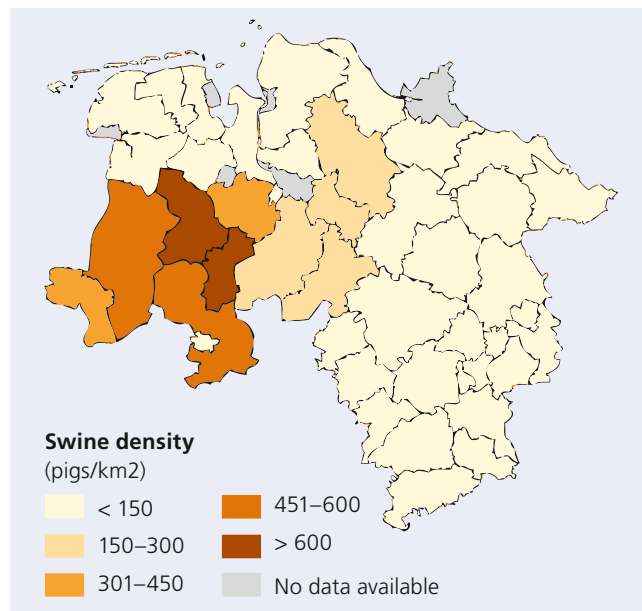 Swine density
(pigs/km2)
< 150
150–300
301–450
451–600
> 600
No data available